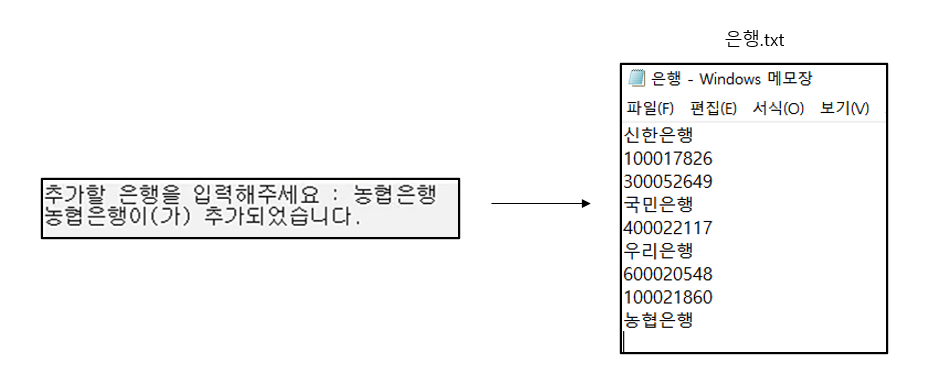 은행.txt
은행 - Windows 메모장
파일(F) 편집(E) 서식(O) 보기(V)
신한은행
100017826
300052649
국민은행
400022117
우리은행
600020548
100021860
농협은행
추가할 은행을 입력해주세요 : 농협은행
농협은행이(가) 추가되었습니다.